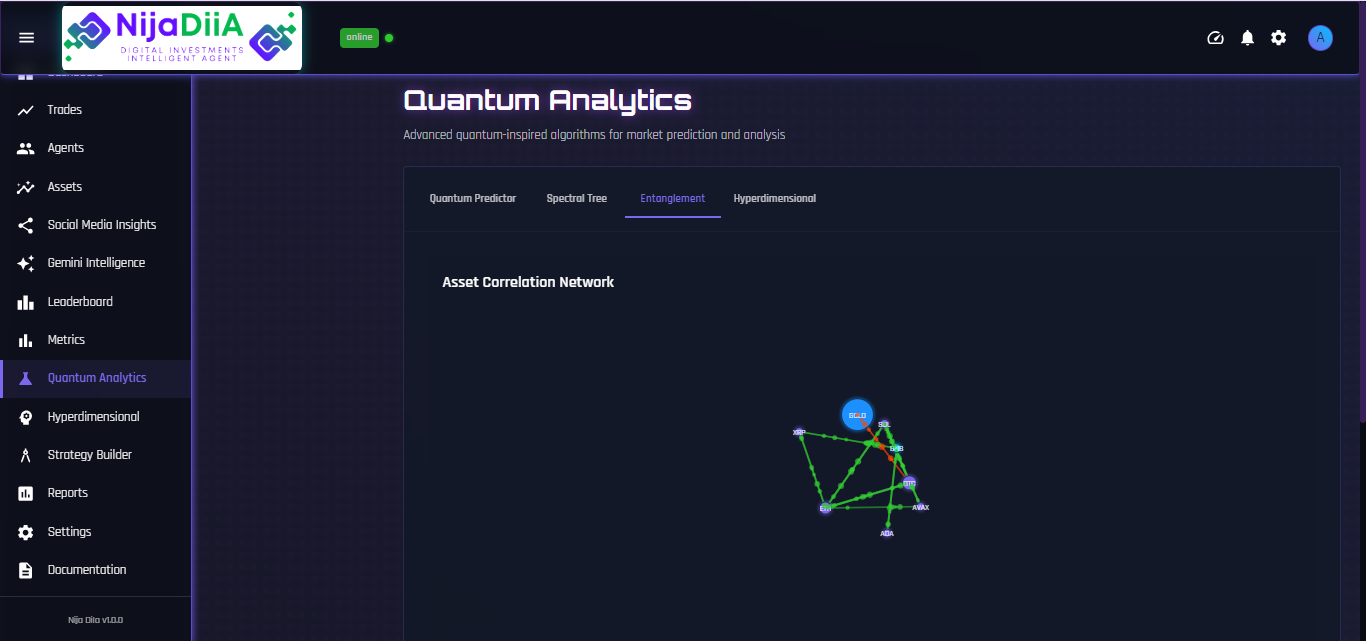 NijaDiiA
DIGITAL INVESTMENTS
INTELLIGENT AGENT
online
A
Trades
Agents
Assets
Social Media Insights
Gemini Intelligence
Leaderboard
Metrics
Quantum Analytics
Hyperdimensional
Strategy Builder
Reports
Settings
Documentation
Nija Diia v1.0.0
Quantum Analytics
Advanced quantum-inspired algorithms for market prediction and analysis
Quantum Predictor
Spectral Tree
Entanglement
Hyperdimensional
Asset Correlation Network
GOLD
SOL
XRP
BNB
AVAX
ADA